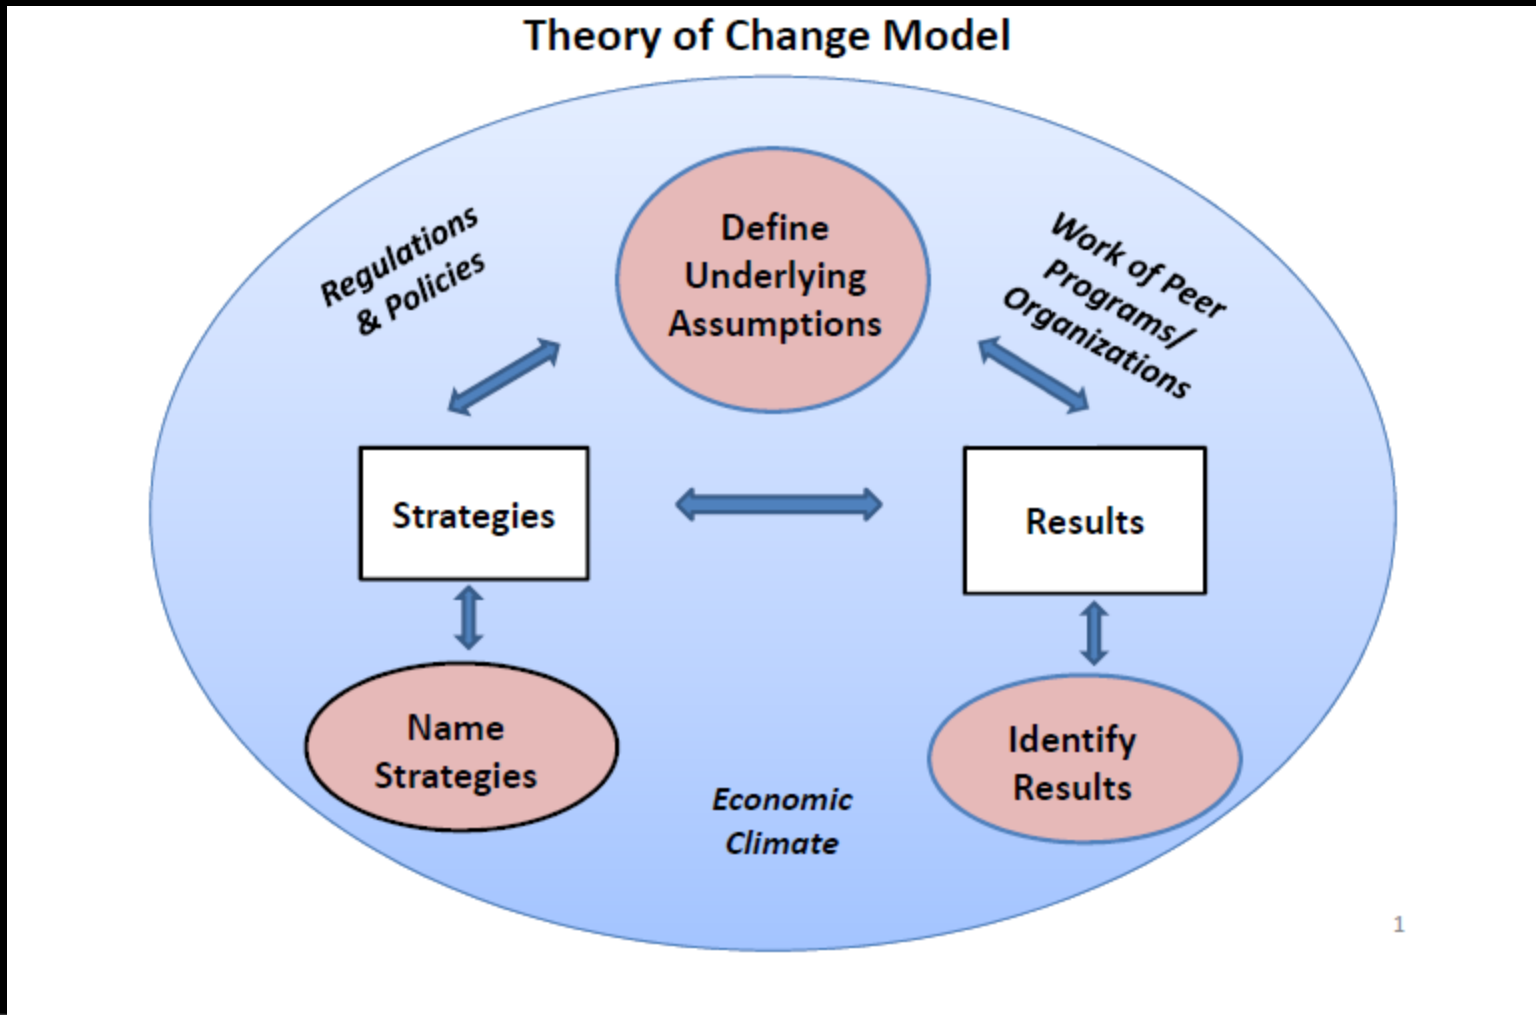 Theory of Change Model
Define
Underlying
Assumptions
Regulations
& Policies
Work of Peer
Programs/
Organizations
Strategies
Results
Name
Strategies
Identify
Results
Economic
Climate
1